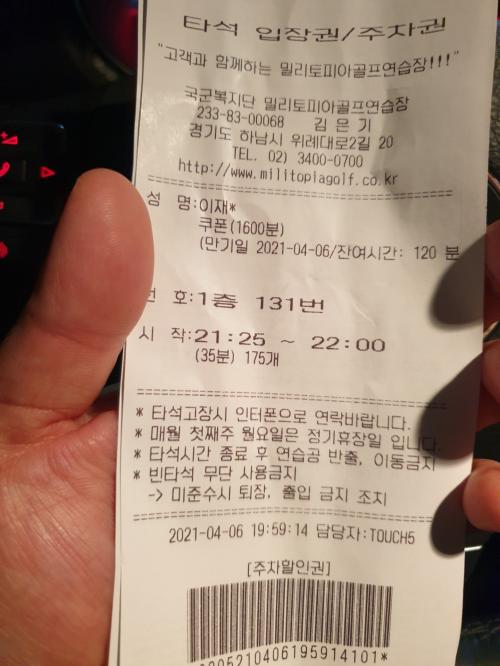 타석 입장권/주차권
"고객과 함께하는 밀리토피아골프연습장!!!"
국군복지단 밀리토피아골프연습장
233-83-00068 김은기
경기도 하남시 위례대로2길 20
TEL. 02) 3400-0700
http://www.militopiagolf.co.kr
성 명:이재*
쿠폰(1600분)
(만기일 2021-04-06/잔여시간: 120 분
호:1층 131번
시 작:21:25 ~ 22:00
(35분) 175개
* 타석고장시 인터폰으로 연락바랍니다.
* 매월 첫째주 월요일은 정기휴장일 입니다.
* 타석시간 종료 후 연습공 반출, 이동금지
* 빈타석 무단 사용금지
-> 미준수시 퇴장, 출입 금지 조치
2021-04-06 19:59:14 담당자:TOUCH5
[주차할인권]
00520210406195914101*